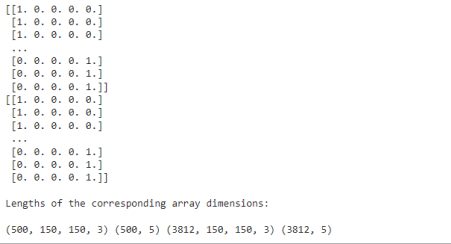 [[1. 0. 0. 0. 0.]
[1. 0. 0. 0. 0.]
[1. 0. 0. 0. 0.]
...
[0. 0. 0. 0. 1.]
[0. 0. 0. 0. 1.]
[0. 0. 0. 0. 1.]]
[[1. 0. 0. 0. 0.]
[1. 0. 0. 0. 0.]
[1. 0. 0. 0. 0.]
...
[0. 0. 0. 0. 1.]
[0. 0. 0. 0. 1.]
[0. 0. 0. 0. 1.]]
Lengths of the corresponding array dimensions:
(500, 150, 150, 3) (500, 5) (3812, 150, 150, 3) (3812, 5)